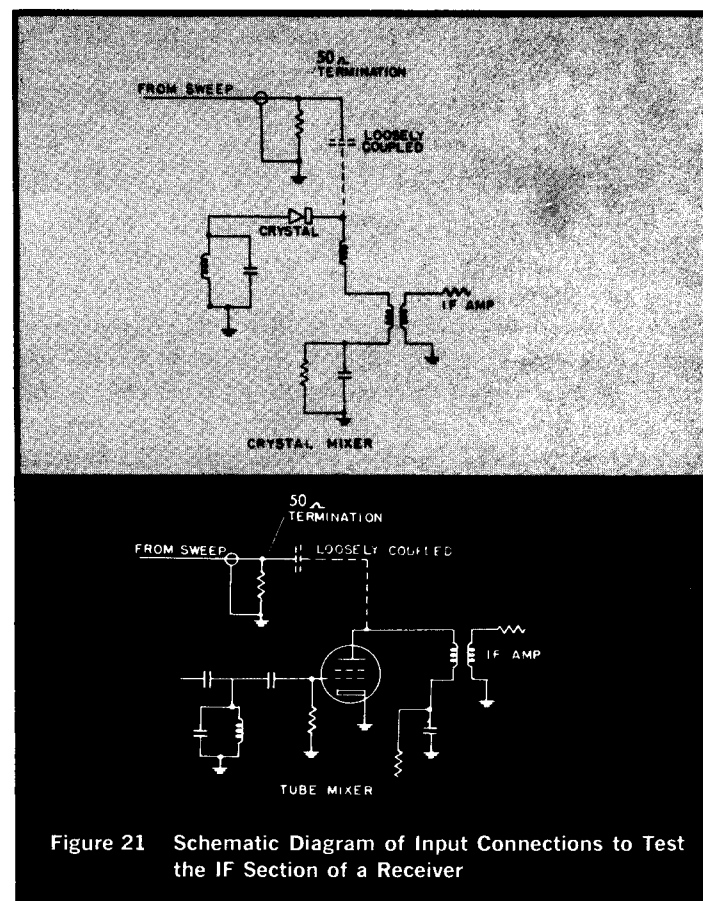 50Ω
TERMINATION
FROM SWEEP
LOOSELY
COUPLED
CRYSTAL
IF AMP
CRYSTAL MIXER
50Ω
TERMINATION
FROM SWEEP
LOOSELY COUPLED
IF AMP
TUBE MIXER
Figure 21 Schematic Diagram of Input Connections to Test
the IF Section of a Receiver